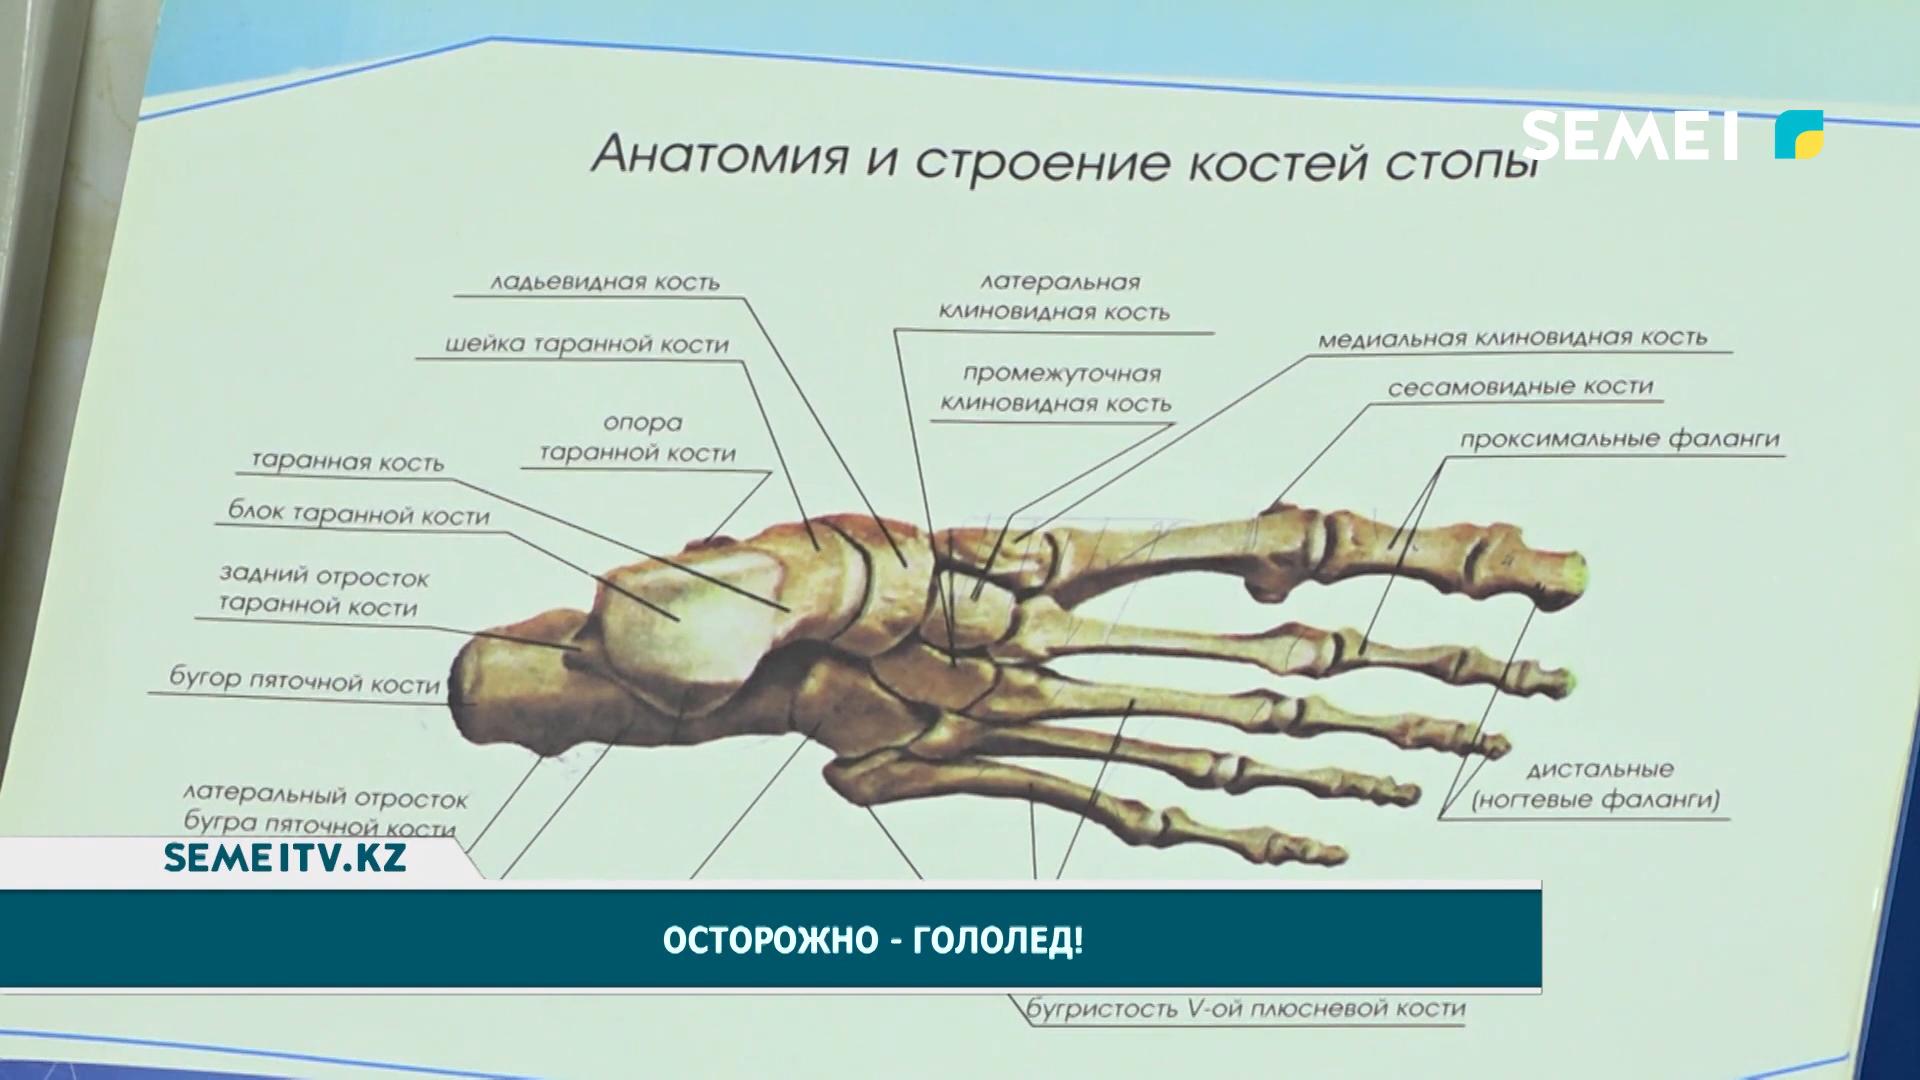 SEMEI
Анатомия и строение костей стопы
ладьевидная кость
шейка таранной кости
опора
таранной кости
таранная кость
блок таранной кости
задний отросток
таранной кости
бугор пяточной кости
латеральный отросток
бугра пяточной кости
латеральная
клиновидная кость
промежуточная
клиновидная кость
медиальная клиновидная кость
сесамовидные кости
проксимальные фаланги
дистальные
(ногтевые фаланги)
SEMEITV.KZ
ОСТОРОЖНО - ГОЛОЛЕД!
бугристость V-ой плюсневой кости